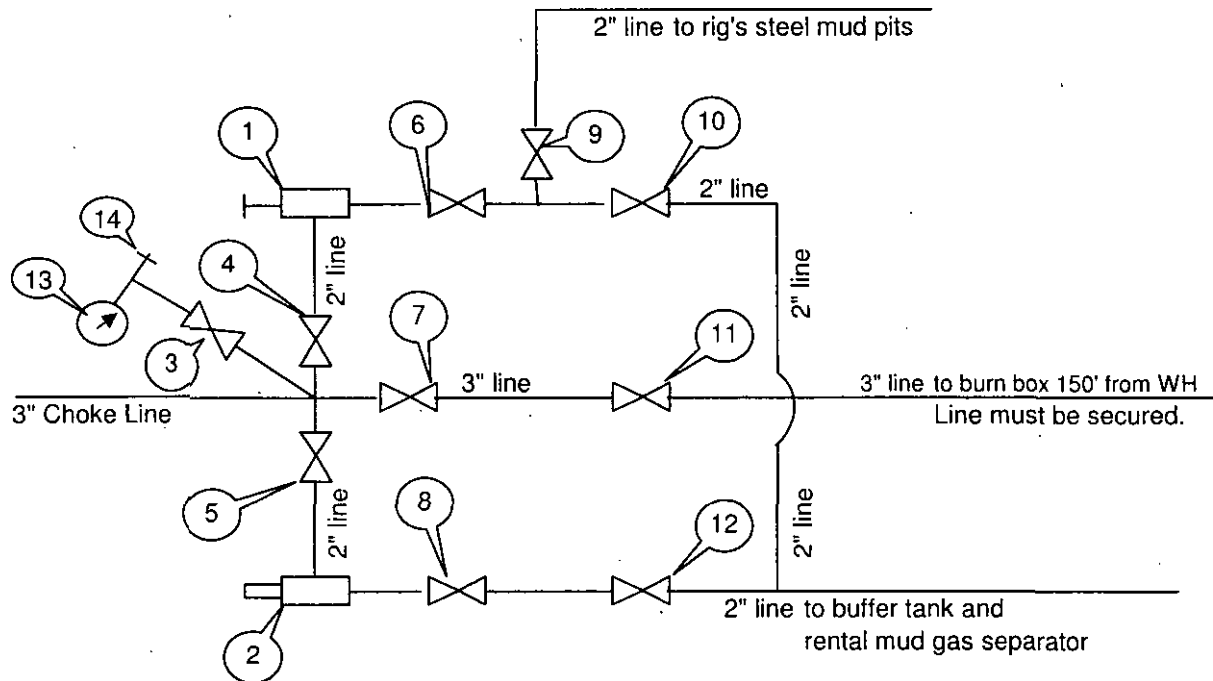 2" line to rig's steel mud pits
1
6
9
10
2" line
14
13
4
2" line
3
7
3" line
11
2" line
3" Choke Line
3" line to burn box 150' from WH
Line must be secured.
5
2" line
8
12
2" line
2
2" line to buffer tank and
rental mud gas separator